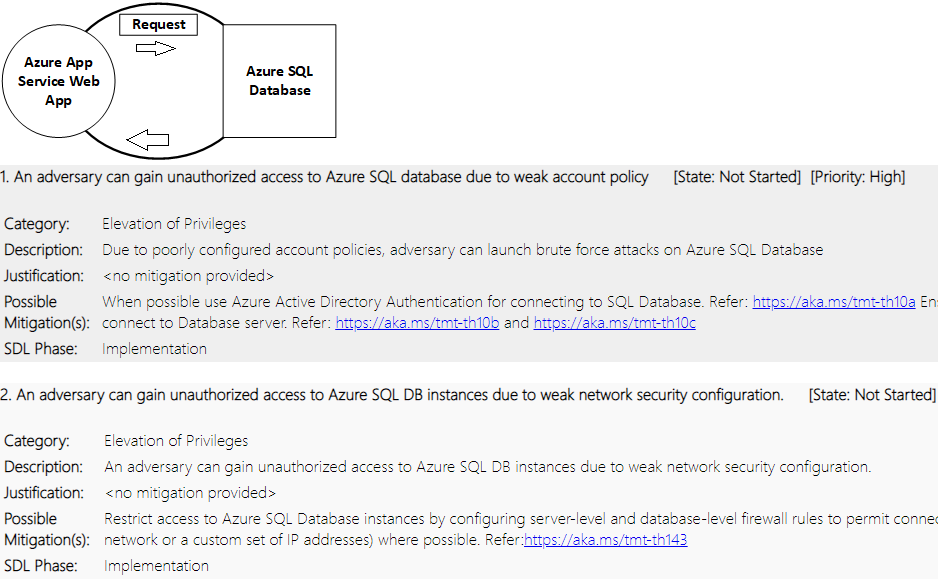 Request
Azure App
Service Web
App
Azure SQL
Database
1. An adversary can gain unauthorized access to Azure SQL database due to weak account policy [State: Not Started] [Priority: High]
Category: Elevation of Privileges
Description: Due to poorly configured account policies, adversary can launch brute force attacks on Azure SQL Database
Justification: <no mitigation provided>
Possible When possible use Azure Active Directory Authentication for connecting to SQL Database. Refer: https://aka.ms/tmt-th10a
Mitigation(s): connect to Database server. Refer: https://aka.ms/tmt-th10b and https://aka.ms/tmt-th10c
SDL Phase: Implementation
2. An adversary can gain unauthorized access to Azure SQL DB instances due to weak network security configuration. [State: Not Started]
Category: Elevation of Privileges
Description: An adversary can gain unauthorized access to Azure SQL DB instances due to weak network security configuration.
Justification: <no mitigation provided>
Possible Restrict access to Azure SQL Database instances by configuring server-level and database-level firewall rules to permit
Mitigation(s): network or a custom set of IP addresses) where possible. Refer:https://aka.ms/tmt-th143
SDL Phase: Implementation